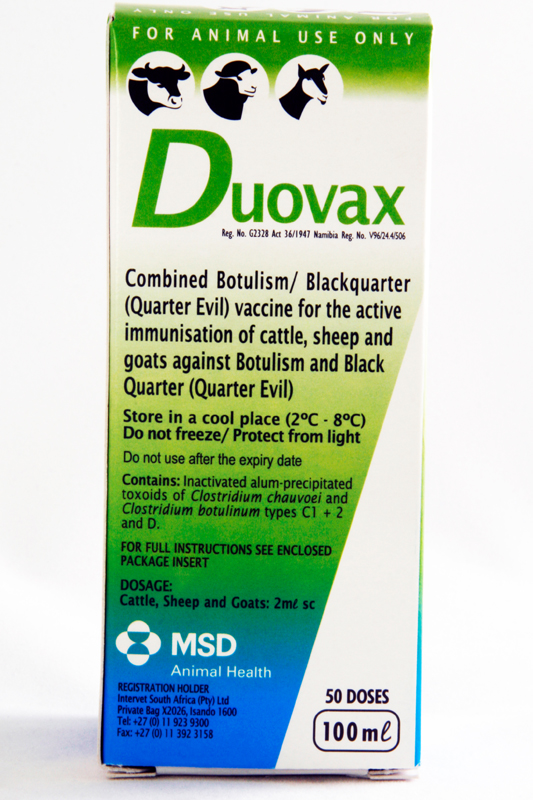 FOR ANIMAL USE ONLY
FOR ANIMAL USE ONLY
Duovax
Reg. No. G2328 Act 36/1947 Namibia Reg. No. V96/24.4/506
Combined Botulism/ Blackquarter
(Quarter Evil) vaccine for the active
immunisation of cattle, sheep and
goats against Botulism and Black
Quarter (Quarter Evil)
Store in a cool place (2ºC - 8ºC)
Do not freeze/ Protect from light
Do not use after the expiry date
Contains: Inactivated alum-precipitated
toxoids of Clostridium chauvoei and
Clostridium botulinum types C1 + 2
and D.
FOR FULL INSTRUCTIONS SEE ENCLOSED
PACKAGE INSERT
DOSAGE:
Cattle, Sheep and Goats: 2mℓ sc
MSD
Animal Health
REGISTRATION HOLDER
Intervet South Africa (Pty) Ltd
Private Bag X2026, Isando 1600
Tel: +27 (0) 11 923 9300
Fax: +27 (0) 11 392 3158
50 DOSES
100 mℓ